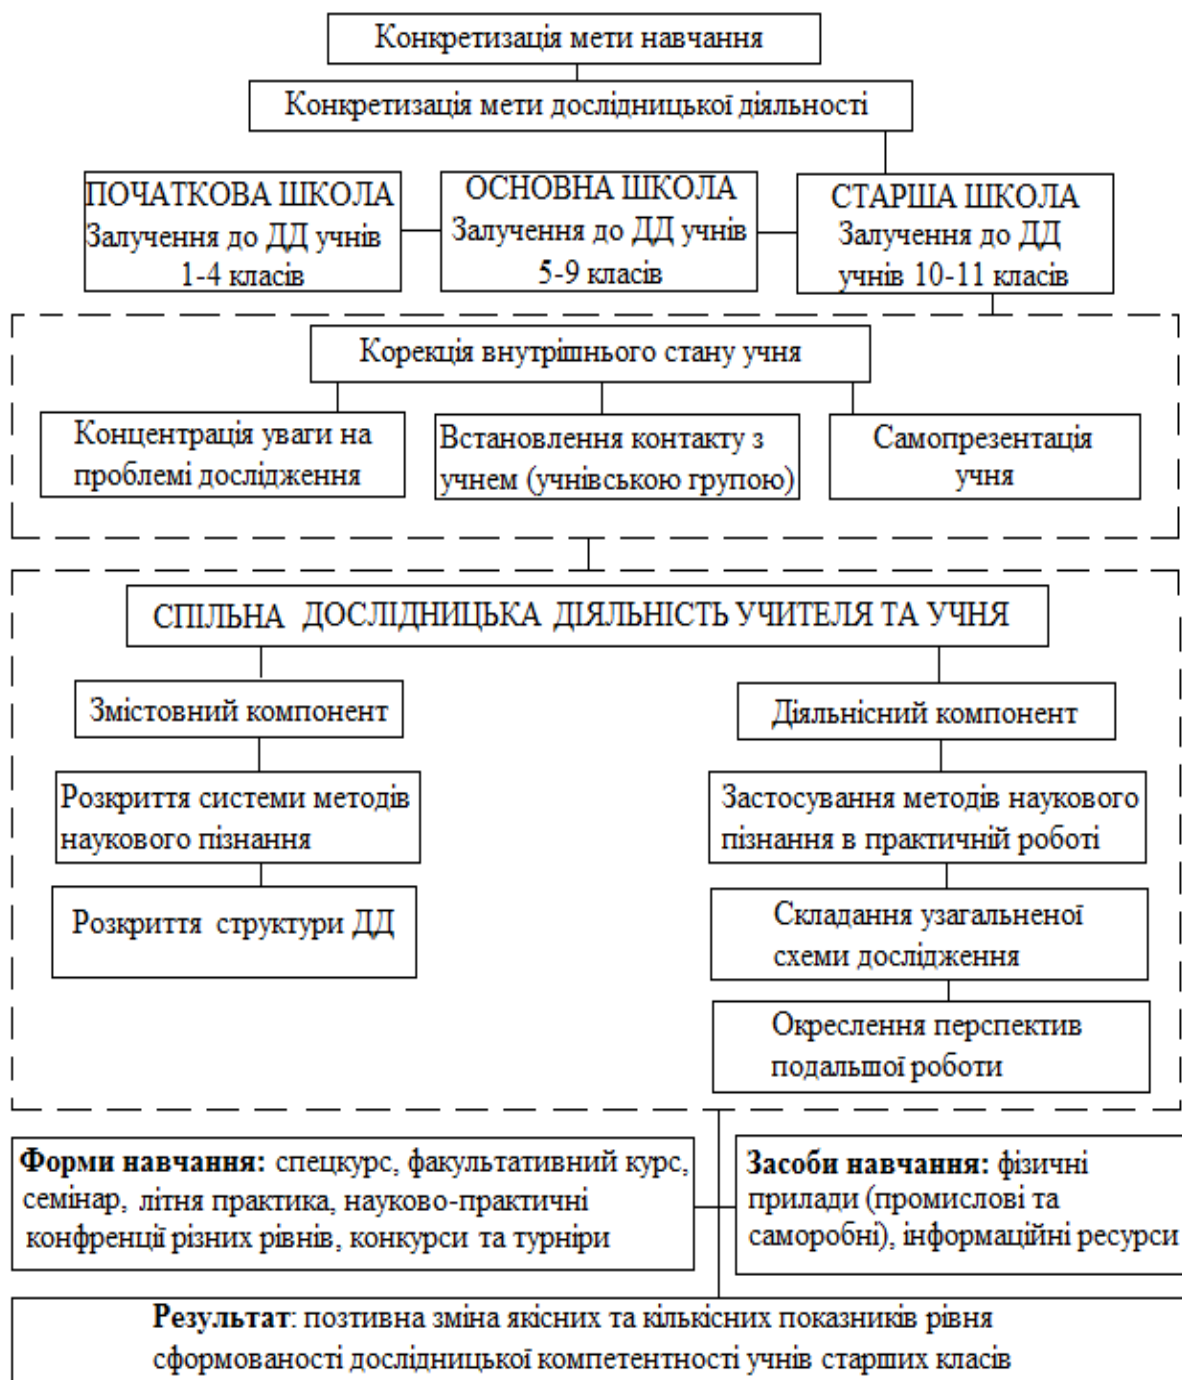 Конкретизація мети навчання
Конкретизація мети дослідницької діяльності
ПОЧАТКОВА ШКОЛА
Залучення до ДД учнів
1-4 класів
ОСНОВНА ШКОЛА
Залучення до ДД учнів
5-9 класів
СТАРША ШКОЛА
Залучення до ДД
учнів 10-11 класів
Корекція внутрішнього стану учня
Концентрація уваги на
проблемі дослідження
Встановлення контакту з
учнем (учнівською групою)
Самопрезентація
учня
СПІЛЬНА ДОСЛІДНИЦЬКА ДІЯЛЬНІСТЬ УЧИТЕЛЯ ТА УЧНЯ
Змістовний компонент
Розкриття системи методів
наукового пізнання
Розкриття структури ДД
Діяльнісний компонент
Застосування методів наукового
пізнання в практичній роботі
Складання узагальненої
схеми дослідження
Окреслення перспектив
подальшої роботи
Форми навчання: спецкурс, факультативний курс,
семінар, літня практика, науково-практичні
конфренції різних рівнів, конкурси та турніри
Засоби навчання: фізичні
прилади (промислові та
саморобні), інформаційні ресурси
Результат: позтивна зміна якісних та кількісних показників рівня
сформованості дослідницької компетентності учнів старших класів